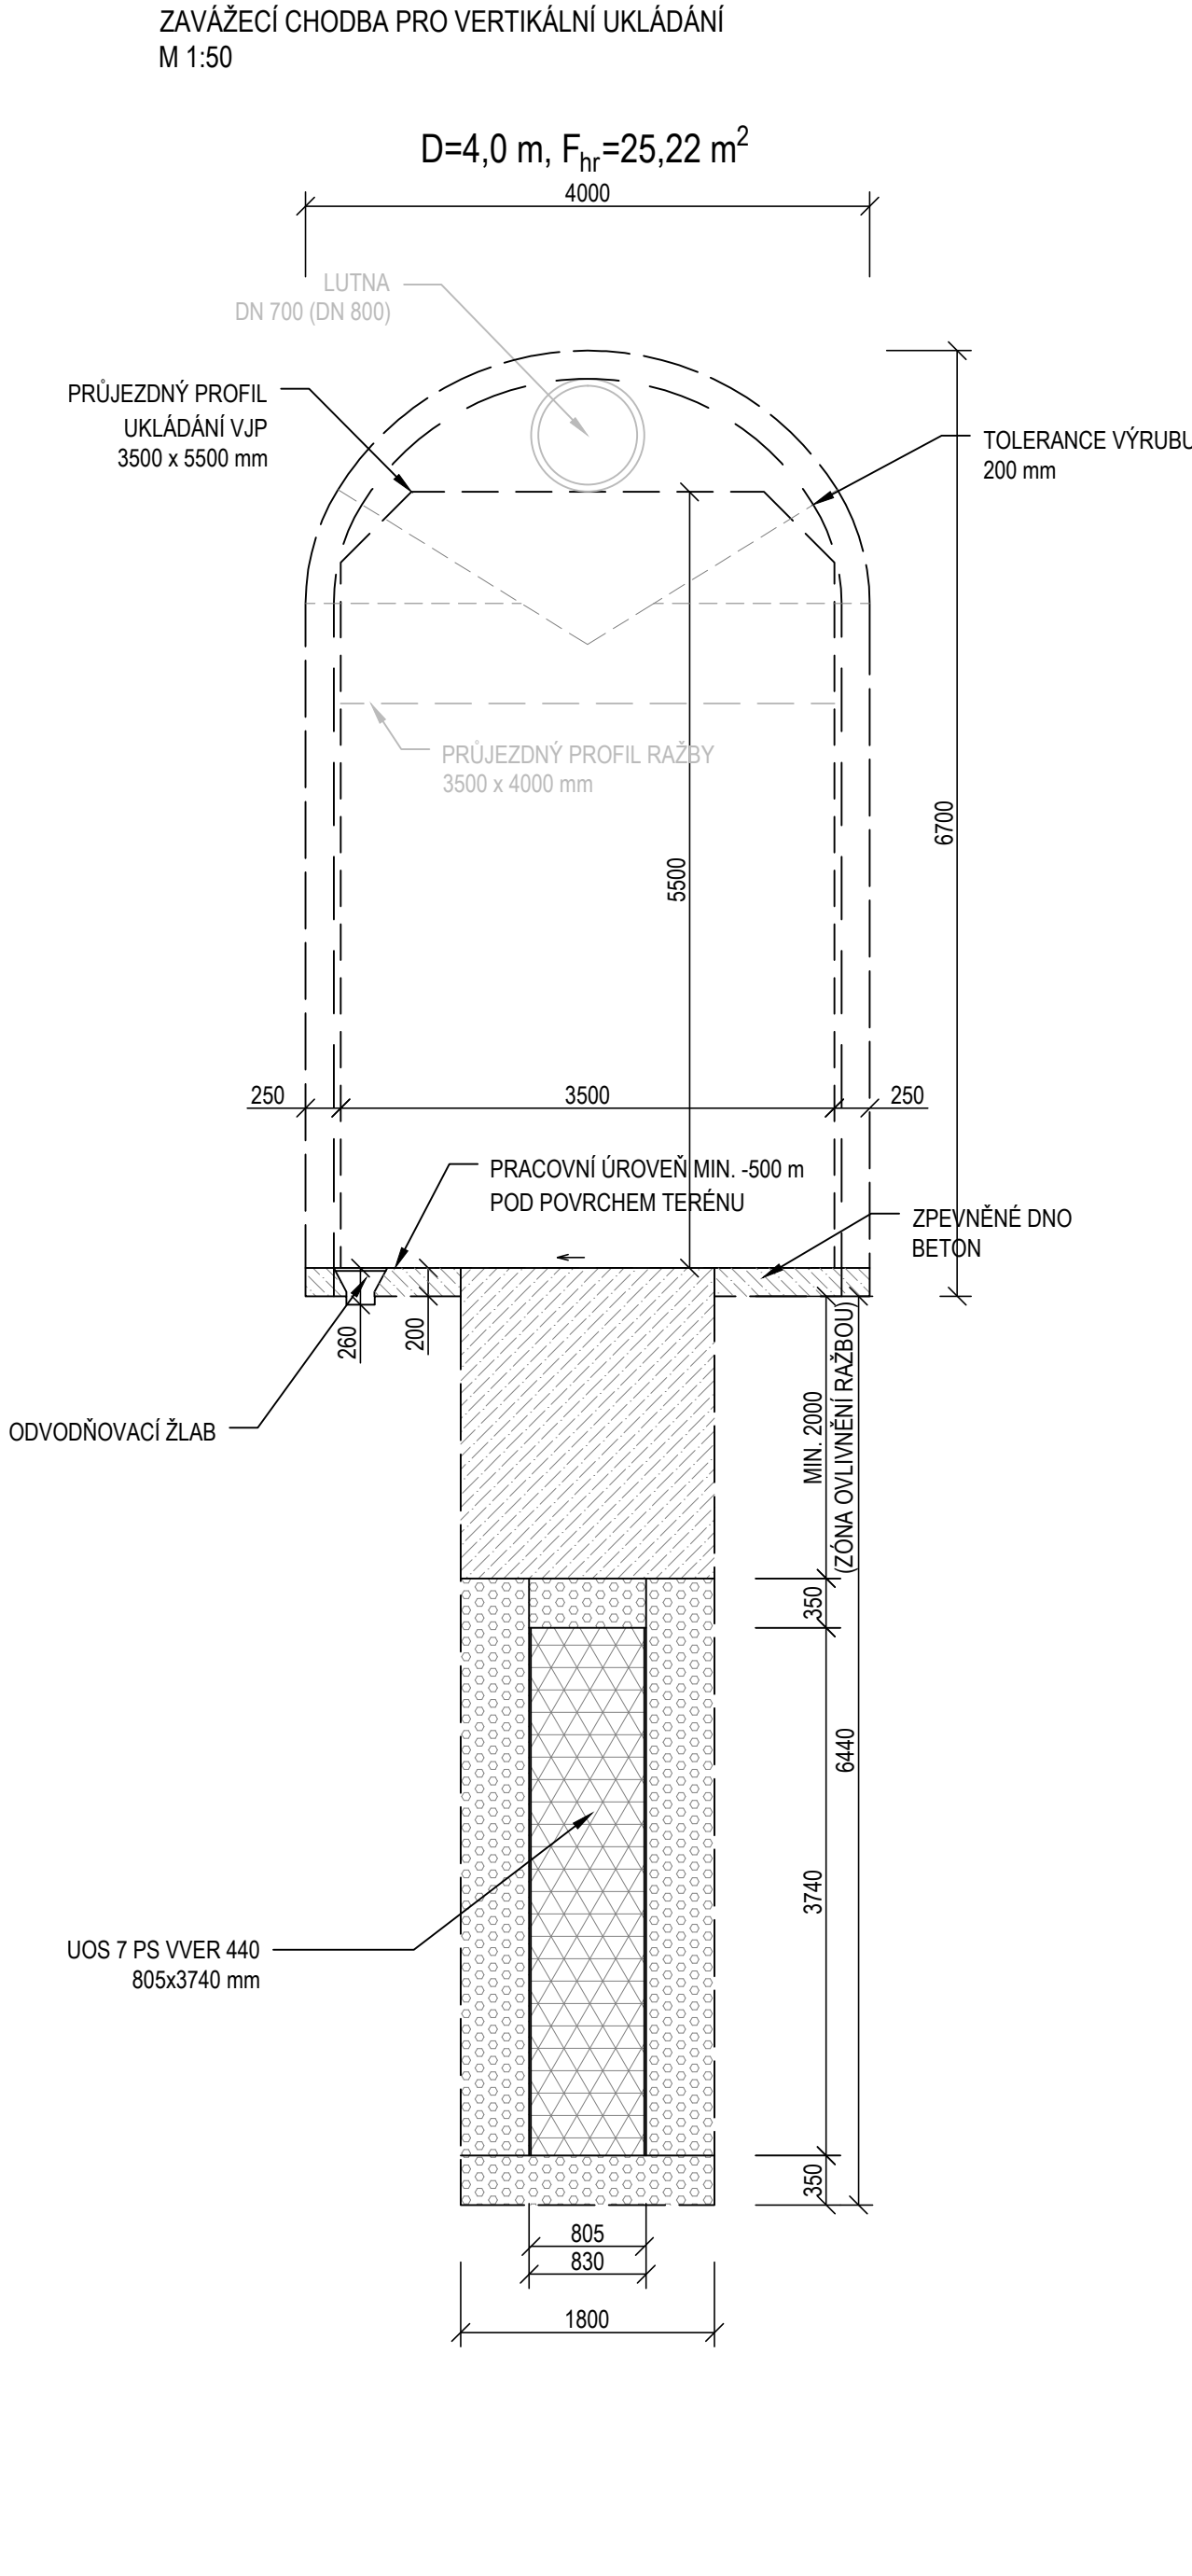 ZAVÁŽECÍ CHODBA PRO VERTIKÁLNÍ UKLÁDÁNÍ
M 1:50
D=4,0 m, Fhr=25,22 m²
4000
LUTNA
DN 700 (DN 800)
PRŮJEZDNÝ PROFIL
UKLÁDÁNÍ VJP
3500 x 5500 mm
TOLERANCE VÝRUBU
200 mm
PRŮJEZDNÝ PROFIL RAŽBY
3500 x 4000 mm
6700
5500
250
3500
250
PRACOVNÍ ÚROVEŇ MIN. -500 m
POD POVRCHEM TERÉNU
ZPEVNĚNÉ DNO
BETON
260
200
ODVODŇOVACÍ ŽLAB
MIN. 2000
(ZÓNA OVLIVNĚNÍ RAŽBOU)
350
6440
3740
UOS 7 PS VVER 440
805x3740 mm
350
805
830
1800